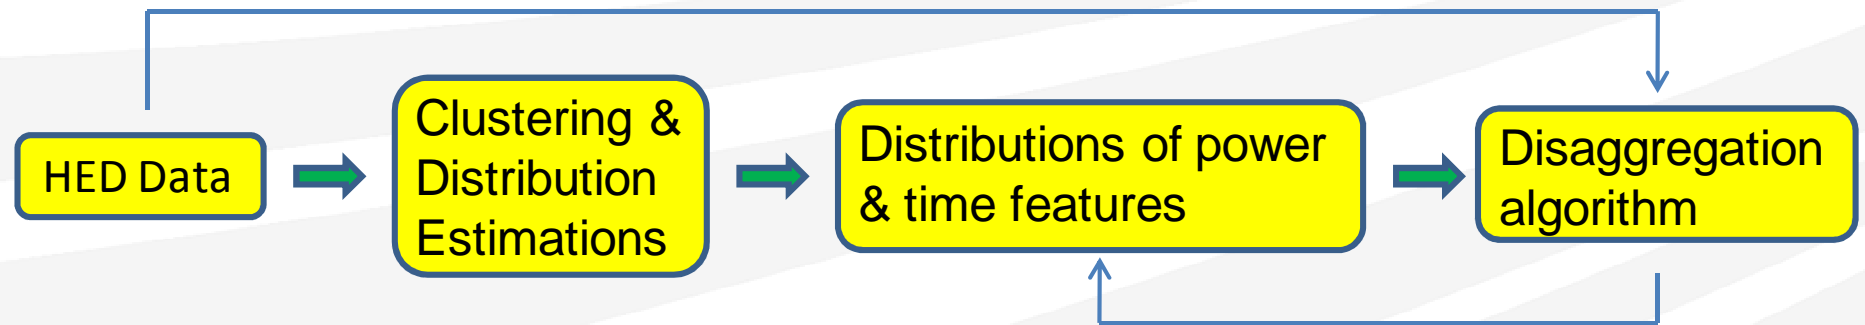 HED Data
Clustering &
Distribution
Estimations
Distributions of power
& time features
Disaggregation
algorithm